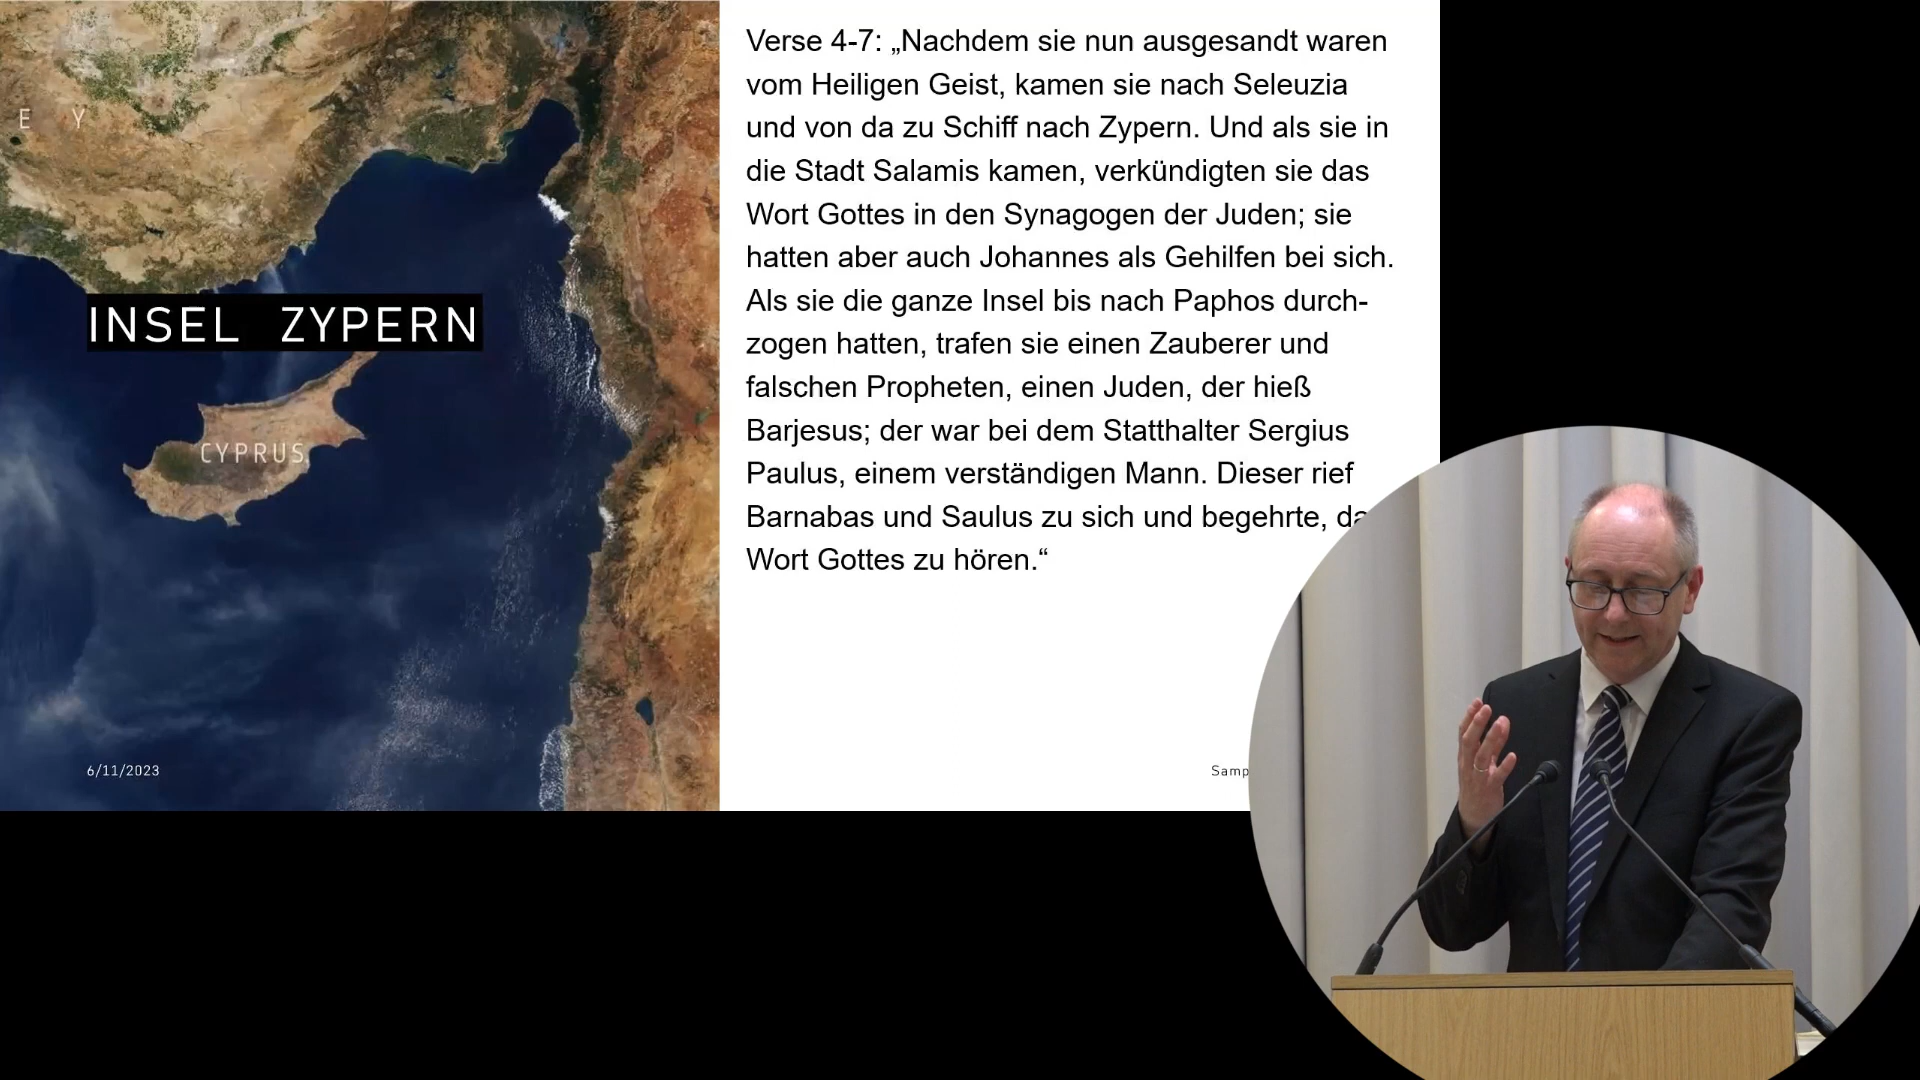 E Y
INSEL ZYPERN
CYPRUS
6/11/2023
Verse 4-7: „Nachdem sie nun ausgesandt waren
vom Heiligen Geist, kamen sie nach Seleuzia
und von da zu Schiff nach Zypern. Und als sie in
die Stadt Salamis kamen, verkündigten sie das
Wort Gottes in den Synagogen der Juden; sie
hatten aber auch Johannes als Gehilfen bei sich.
Als sie die ganze Insel bis nach Paphos durch-
zogen hatten, trafen sie einen Zauberer und
falschen Propheten, einen Juden, der hieß
Barjesus; der war bei dem Statthalter Sergius
Paulus, einem verständigen Mann. Dieser rief
Barnabas und Saulus zu sich und begehrte,
Wort Gottes zu hören.“
Samp